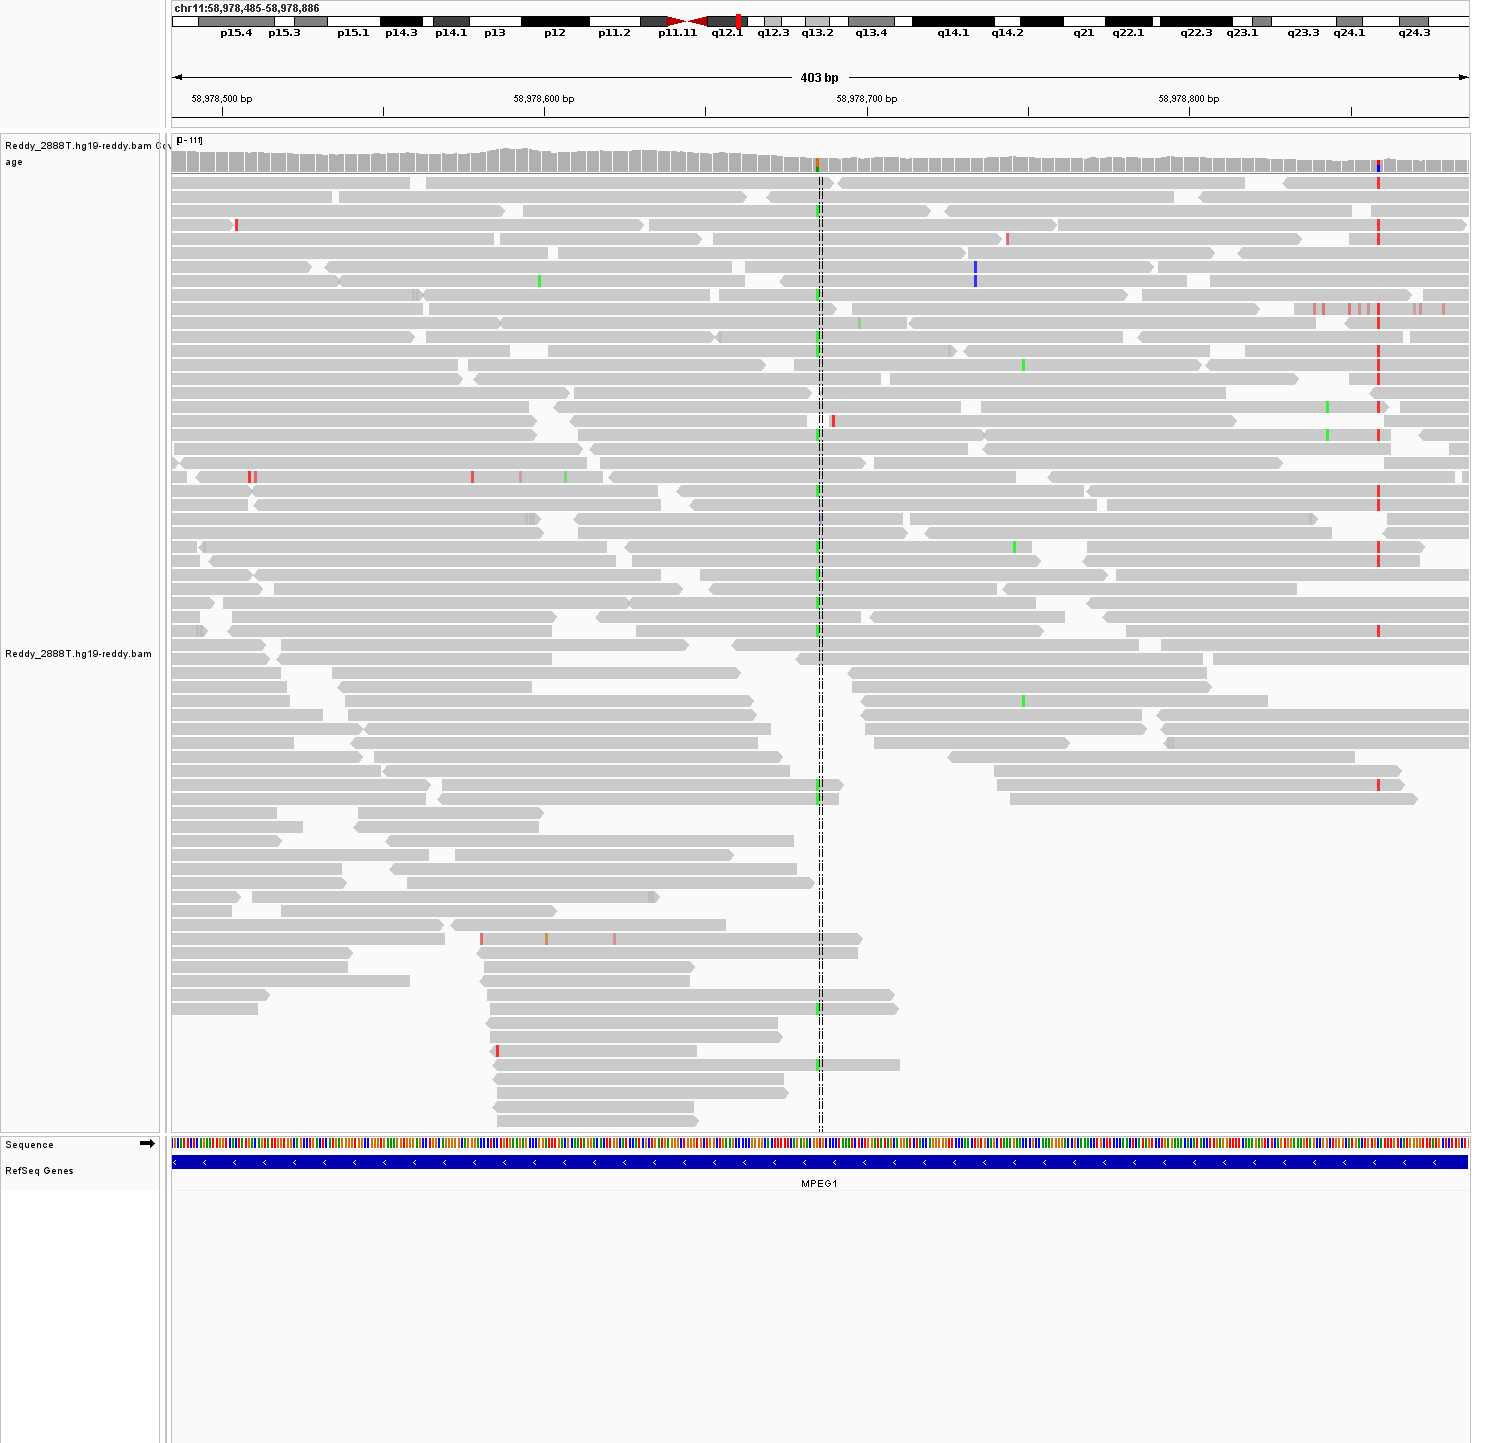 chr11:58,978,485-58,978,886
p15.4 p15.3 p15.1 p14.3 p14.1 p13 p12 p11.2 p11.11 q12.1 q12.3 q13.2 q13.4 q14.1 q14.2 q21 q22.1 q22.3 q23.1 q23.3 q24.1 q24.3
403 bp
58,978,500 bp 58,978,600 bp 58,978,700 bp 58,978,800 bp
[0 - 111]
Reddy_2888T.hg19-reddy.bam Cov
age
Reddy_2888T.hg19-reddy.bam
Sequence
RefSeq Genes
MPEG1